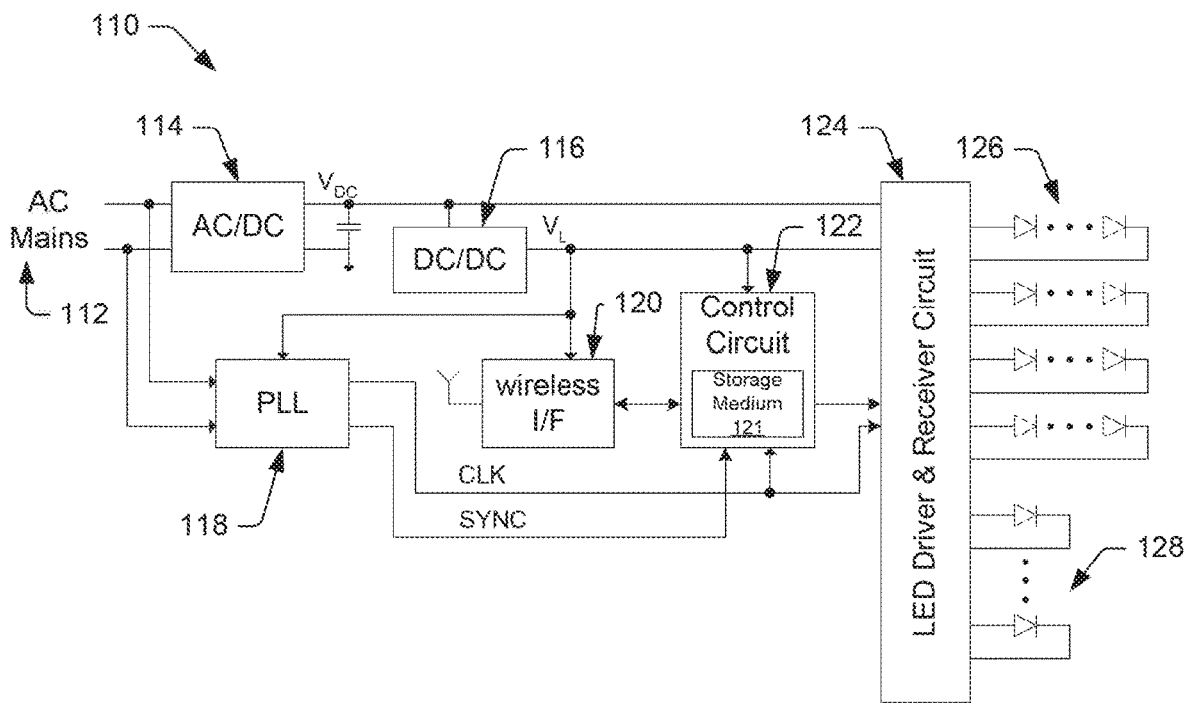 110
114
116
124
126
AC
Mains
112
AC/DC
V_DC
DC/DC
V_L
122
120
Control
Circuit
Storage
Medium
121
PLL
wireless
I/F
118
CLK
SYNC
LED Driver & Receiver Circuit
128